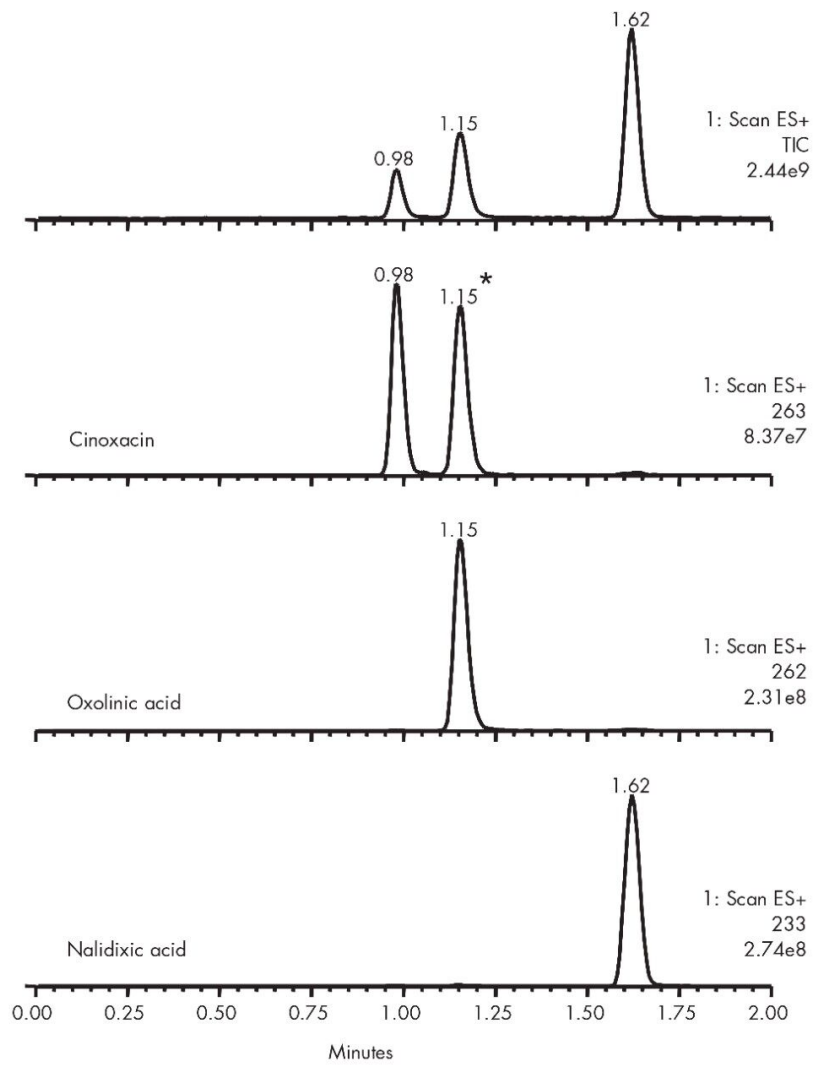 1.62
1.15
0.98
1: Scan ES+
TIC
2.44e9
0.98
1.15 *
1: Scan ES+
263
8.37e7
Cinoxacin
1.15
1: Scan ES+
262
2.31e8
Oxolinic acid
1.62
1: Scan ES+
233
2.74e8
Nalidixic acid
0.00 0.25 0.50 0.75 1.00 1.25 1.50 1.75 2.00
Minutes